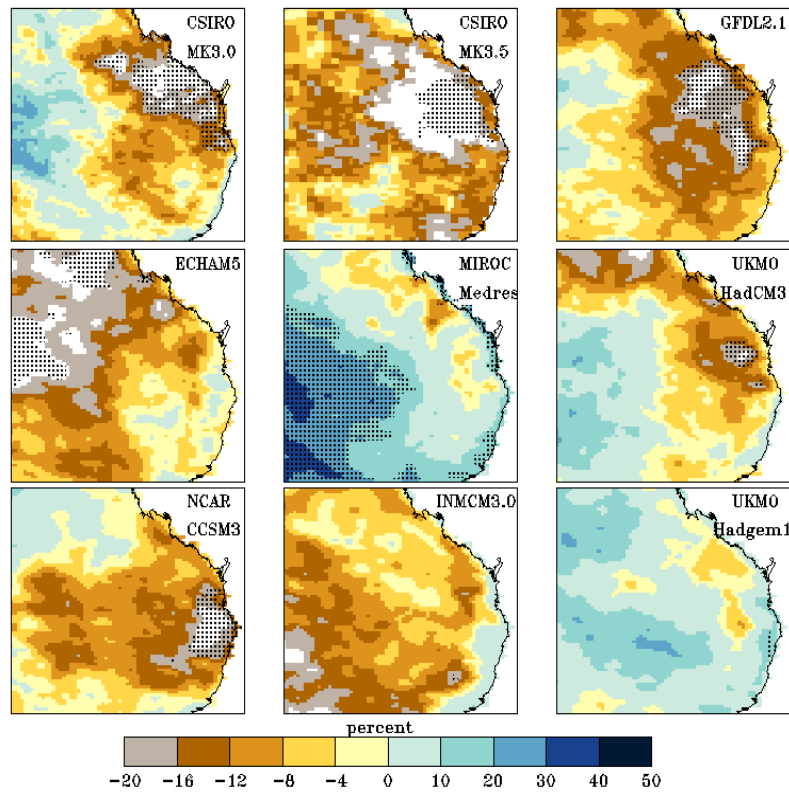 CSIRO
MK3.0
CSIRO
MK3.5
GFDL2.1
ECHAM5
MIROC
Medres
UKMO
HadCM3
NCAR
CCSM3
INMCM3.0
UKMO
Hadgem1
percent
-20 -16 -12 -8 -4 0 10 20 30 40 50